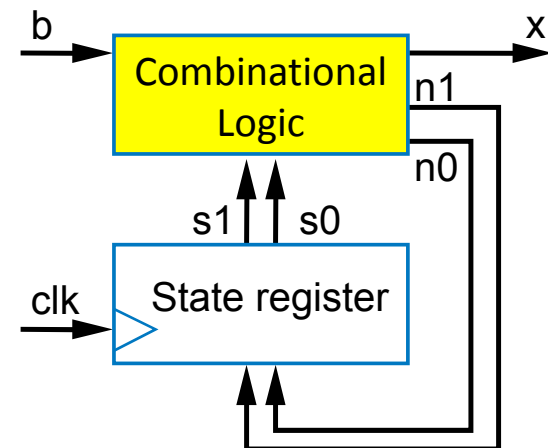 b
x
Combinational
Logic
n1
n0
s1
s0
clk
State register